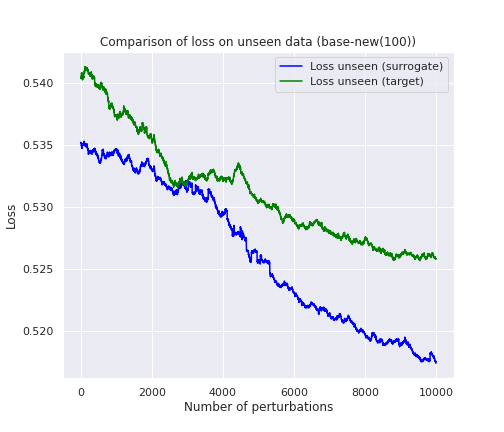 Comparison of loss on unseen data (base-new(100))
Loss unseen (surrogate)
Loss unseen (target)
0.540
0.535
0.530
0.525
0.520
Loss
0 2000 4000 6000 8000 10000
Number of perturbations